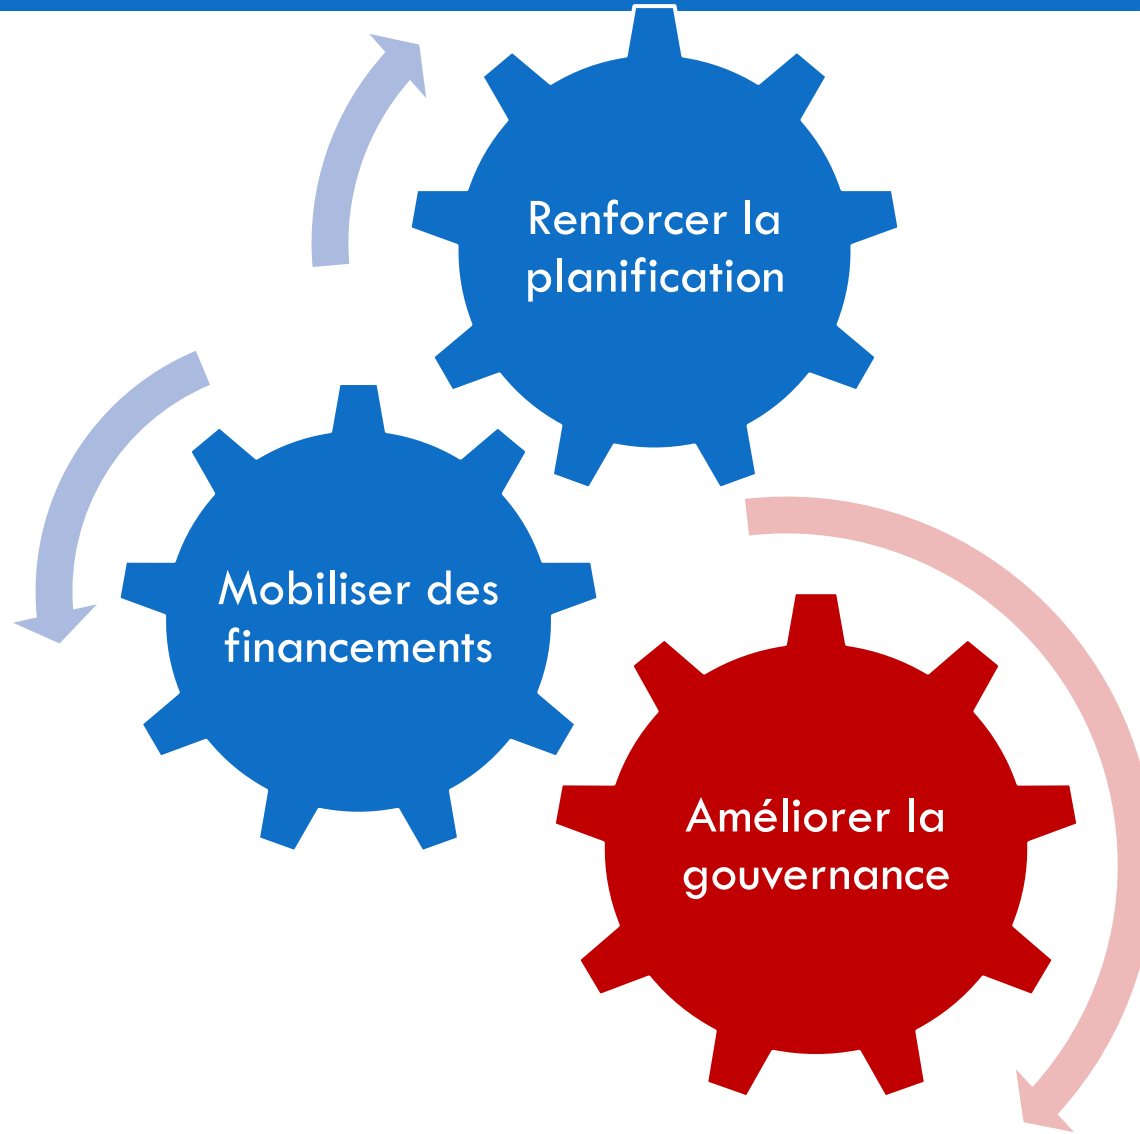 Renforcer la
planification
Mobiliser des
financements
Améliorer la
gouvernance